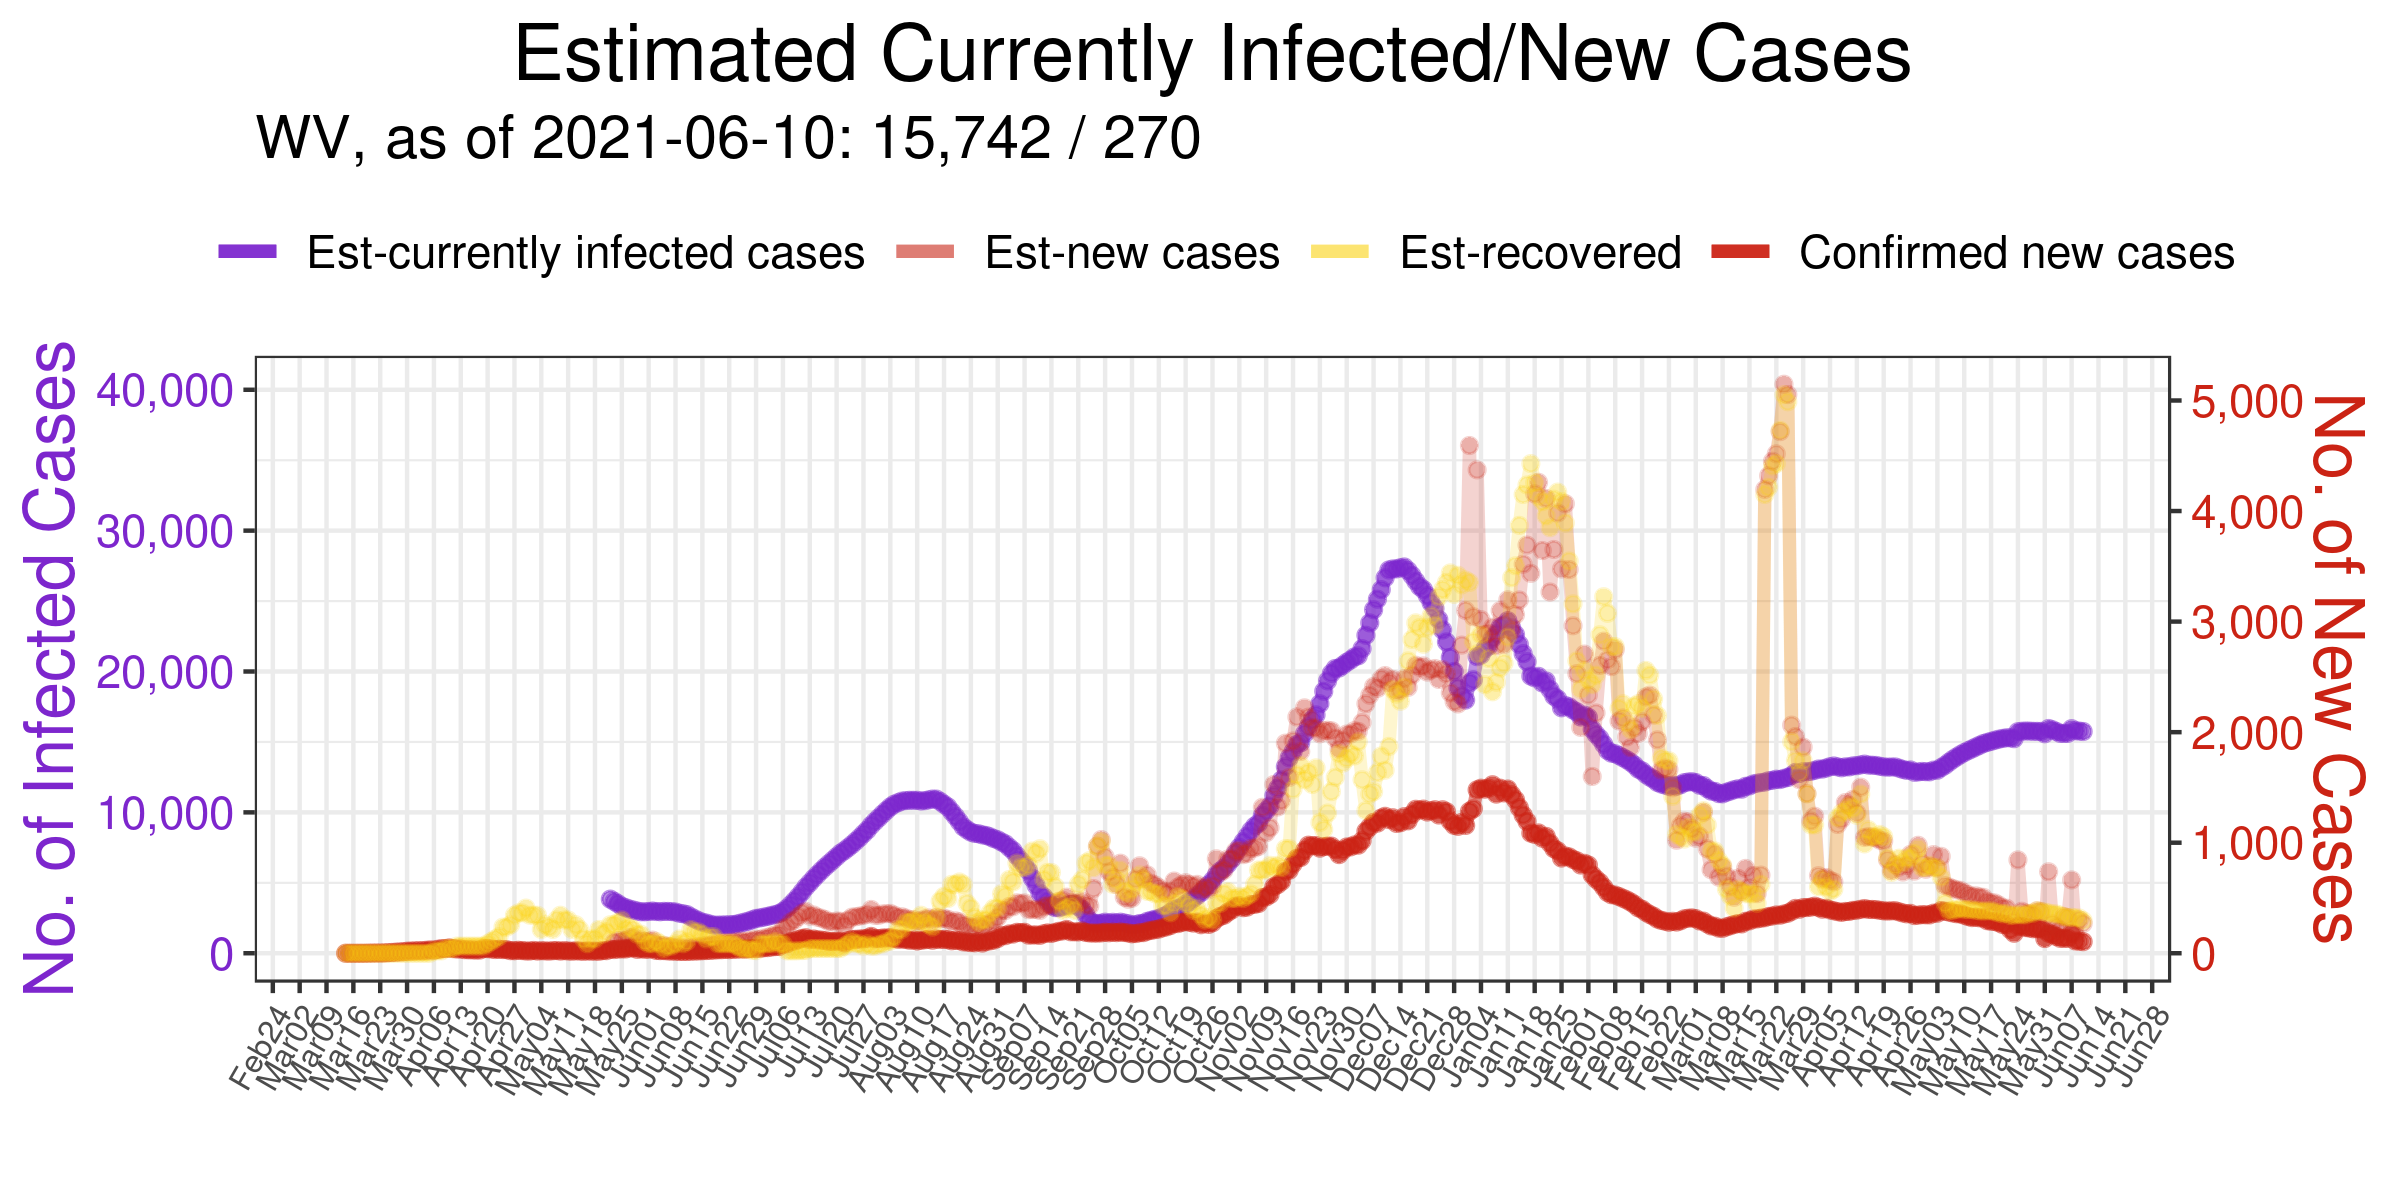 Estimated Currently Infected/New Cases
WV, as of 2021-06-10: 15,742 / 270
Est-currently infected cases
Est-new cases
Est-recovered
Confirmed new cases
No. of Infected Cases
40,000
30,000
20,000
10,000
0
5,000
4,000
3,000
2,000
1,000
0
No. of New Cases
Feb24
Mar02
Mar09
Mar16
Mar23
Mar30
Apr06
Apr13
Apr20
Apr27
May04
May11
May18
May25
Jun01
Jun08
Jun15
Jun22
Jun29
Jul06
Jul13
Jul20
Jul27
Aug03
Aug10
Aug17
Aug24
Aug31
Sep07
Sep14
Sep21
Sep28
Oct05
Oct12
Oct19
Oct26
Nov02
Nov09
Nov16
Nov23
Nov30
Dec07
Dec14
Dec21
Dec28
Jan04
Jan11
Jan18
Jan25
Feb01
Feb08
Feb15
Feb22
Mar01
Mar08
Mar15
Mar22
Mar29
Apr05
Apr12
Apr19
Apr26
May03
May10
May17
May24
May31
Jun07
Jun14
Jun21
Jun28